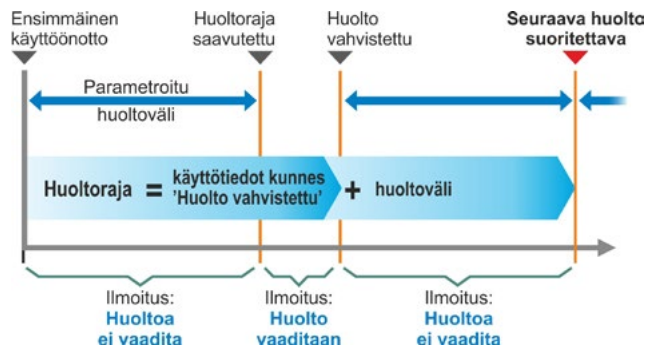 Ensimmäinen
käyttöönotto
Huoltoraja
saavutettu
Huolto
vahvistettu
Seuraava huolto
suoritettava
Parametroitu
huoltoväli
Huoltoraja = käyttötiedot kunnes
'Huolto vahvistettu'
+ huoltoväli
Ilmoitus:
Huoltoa
ei vaadita
Ilmoitus:
Huolto
vaaditaan
Ilmoitus:
Huoltoa
ei vaadita